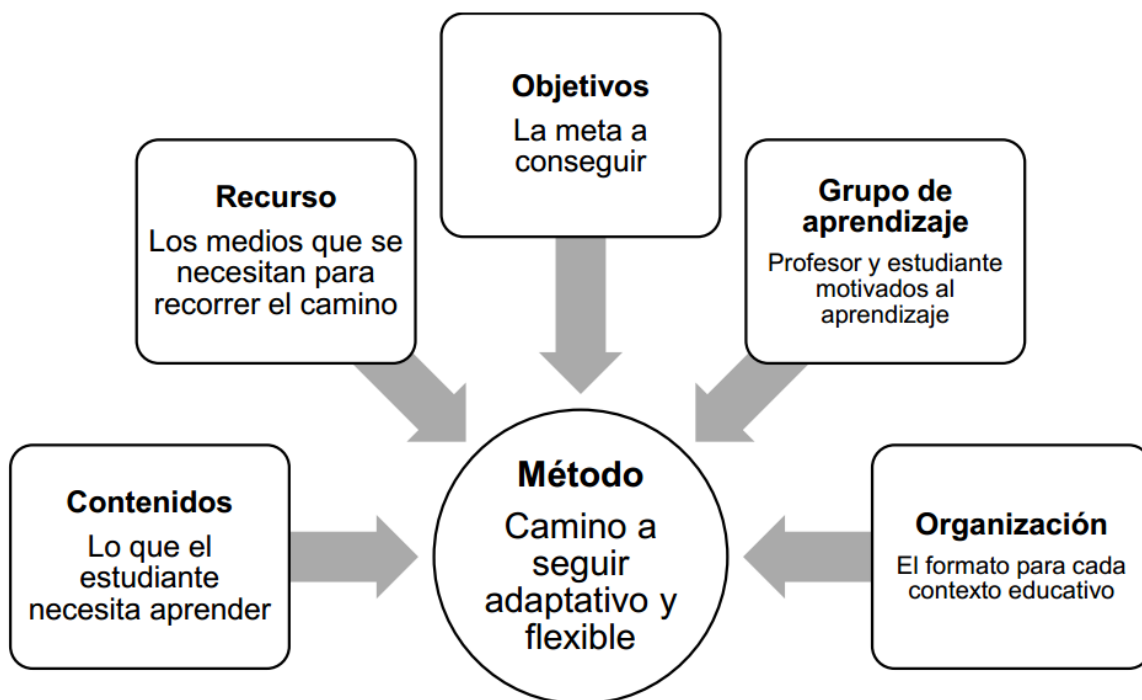 Objetivos
La meta a
conseguir
Recurso
Los medios que se
necesitan para
recorrer el camino
Grupo de
aprendizaje
Profesor y estudiante
motivados al
aprendizaje
Contenidos
Lo que el
estudiante
necesita aprender
Método
Camino a
seguir
adaptativo y
flexible
Organización
El formato para cada
contexto educativo